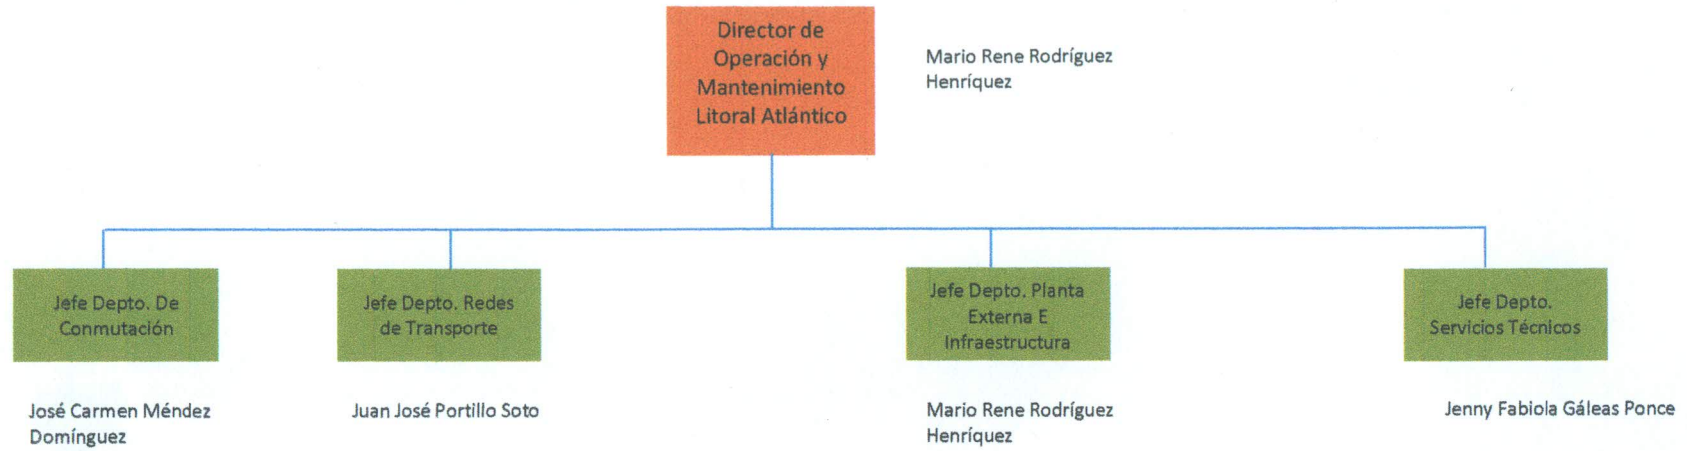 Director de
Operación y
Mantenimiento
Litoral Atlántico
Mario Rene Rodríguez
Henríquez
Jefe Depto. De
Conmutación
Jefe Depto. Redes
de Transporte
Jefe Depto. Planta
Externa E
Infraestructura
Jefe Depto.
Servicios Técnicos
José Carmen Méndez
Domínguez
Juan José Portillo Soto
Mario Rene Rodríguez
Henríquez
Jenny Fabiola Gáleas Ponce